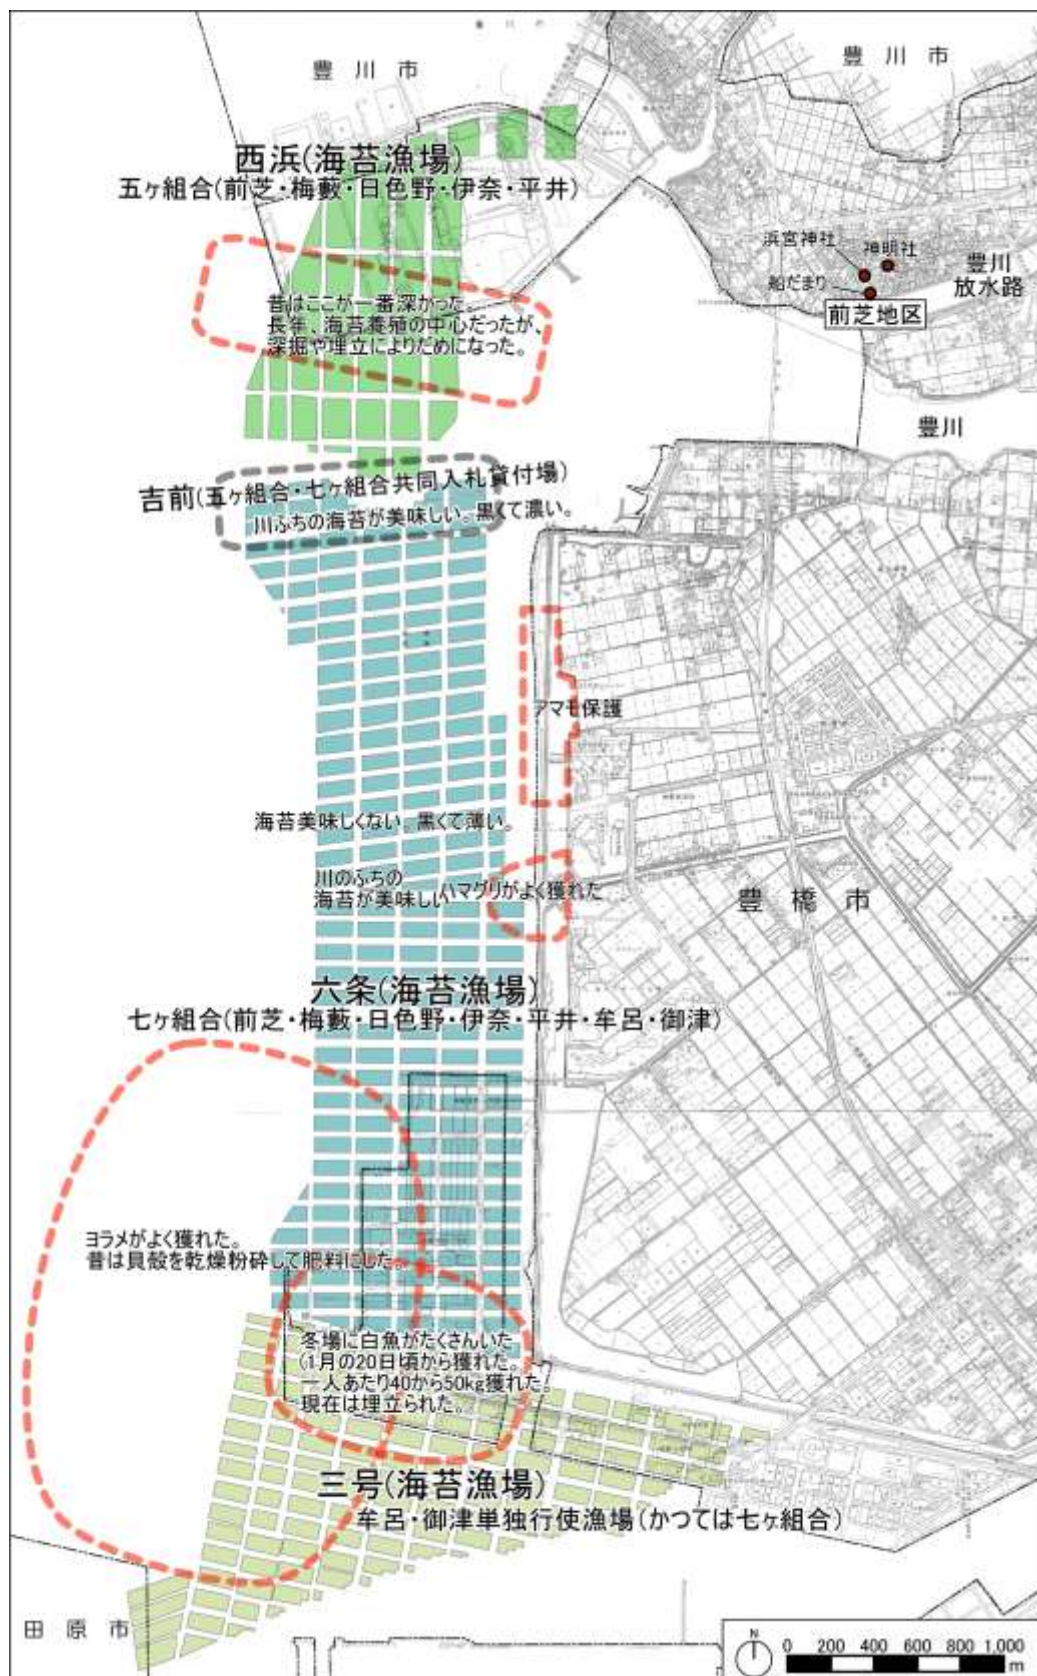 豊川市
豊川市
西浜(海苔漁場)
五ヶ組合(前芝・梅藪・日色野・伊奈・平井)
浜宮神社
神明社
船だまり
前芝地区
豊川
放水路
昔はここが一番深かった。
長年、海苔養殖の中心だったが、
深掘や埋立によりだめになった。
豊川
吉前(五ヶ組合・七ヶ組合共同入札貸付場)
川ふちの海苔が美味しい。黒くて濃い。
アマモ保護
海苔美味しくない。黒くて薄い。
川のふちの
海苔が美味しい
ハマグリがよく獲れた
豊橋市
六条(海苔漁場)
七ヶ組合(前芝・梅藪・日色野・伊奈・平井・牟呂・御津)
ヨラメがよく獲れた。
昔は貝殻を乾燥粉砕して肥料にした。
冬場に白魚がたくさんいた
(1月の20日頃から獲れた。
一人あたり40から50kg獲れた。
現在は埋立られた。
三号(海苔漁場)
牟呂・御津単独行使漁場(かつては七ヶ組合)
田原市
N
0 200 400 600 800 1,000
m